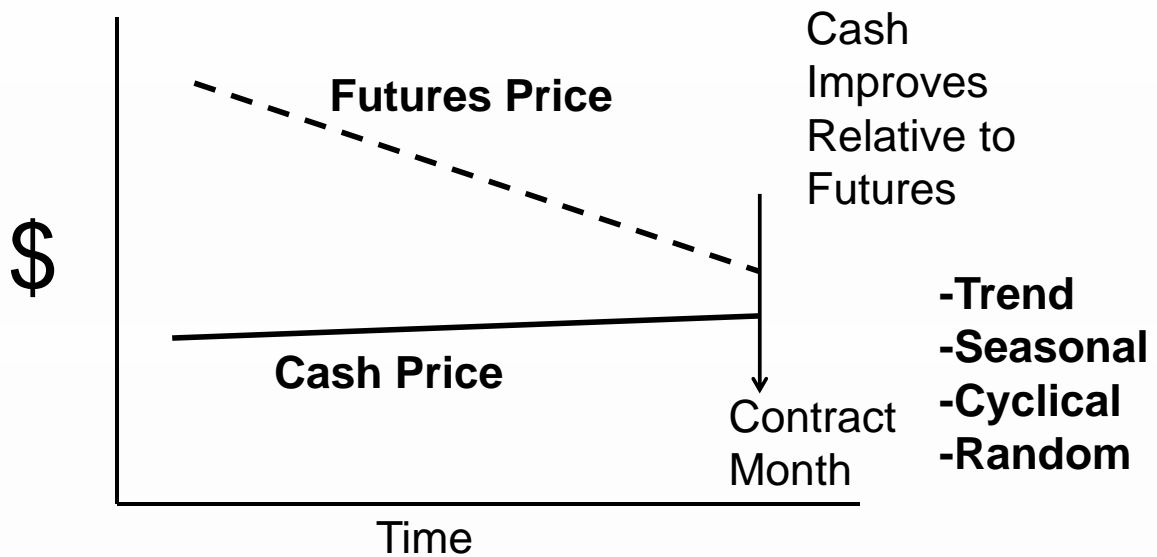 Cash
Improves
Relative to
Futures
Futures Price
$
Cash Price
-Trend
-Seasonal
-Cyclical
-Random
Contract
Month
Time